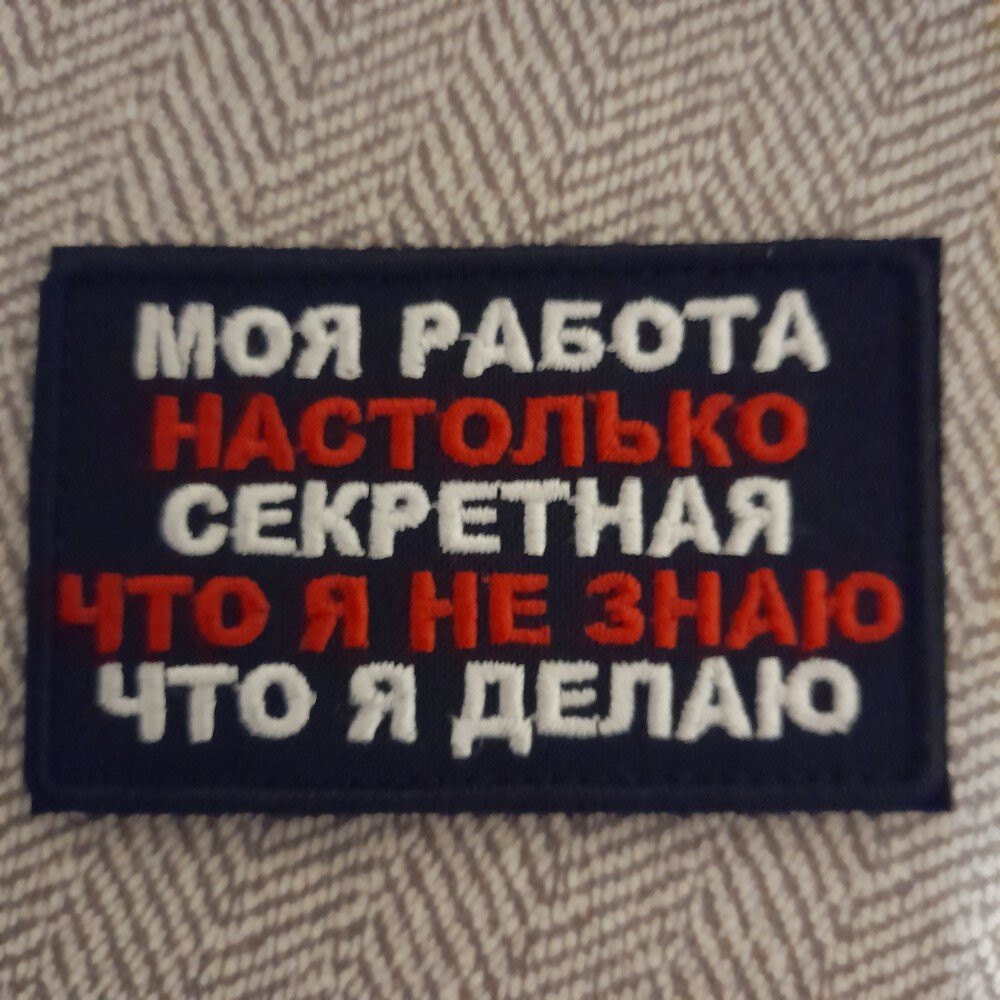 МОЯ РАБОТА
НАСТОЛЬКО
СЕКРЕТНАЯ
ЧТО Я НЕ ЗНАЮ
ЧТО Я ДЕЛАЮ